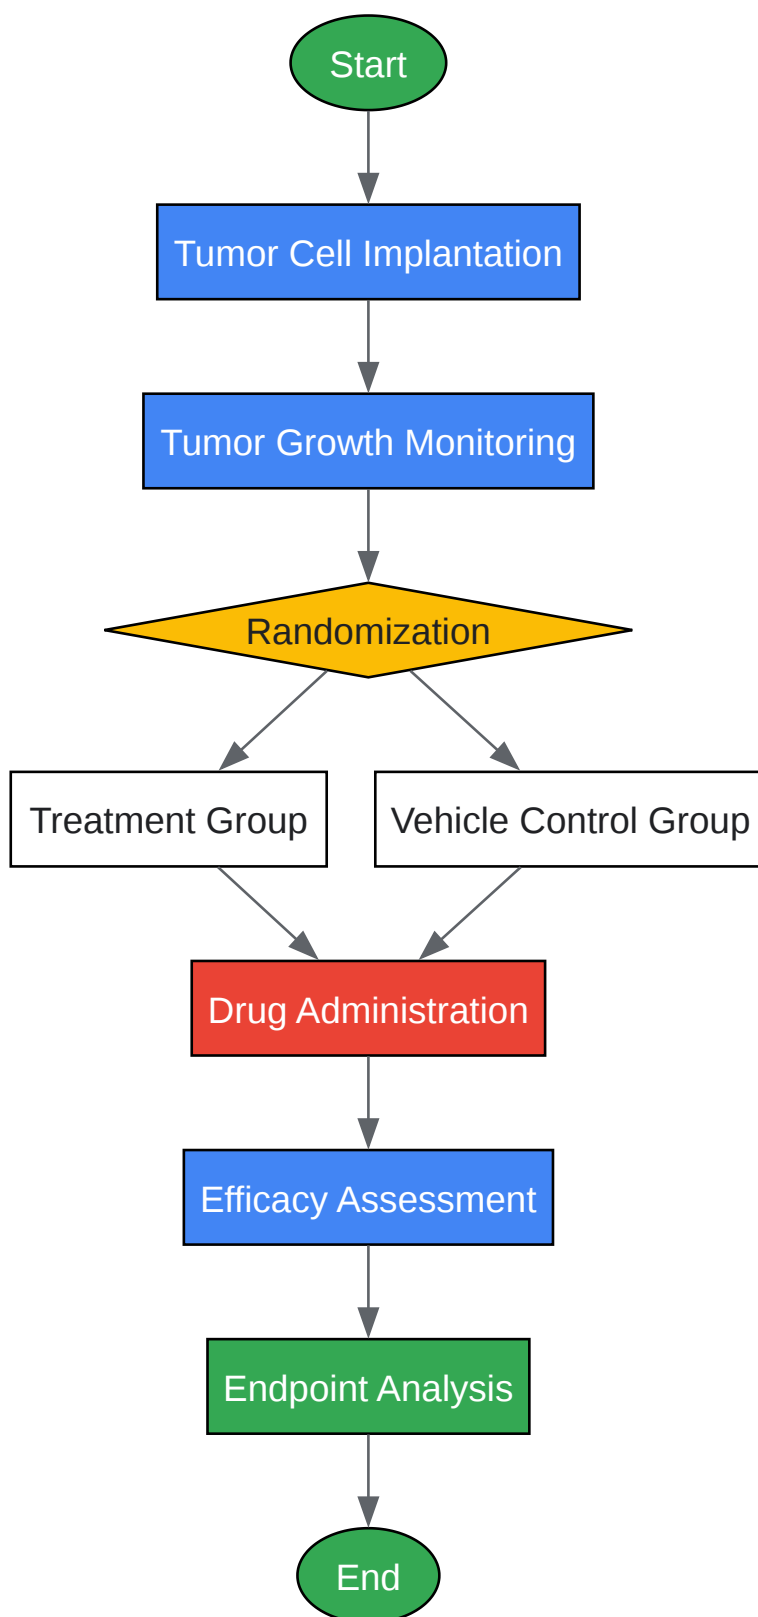 Start
Tumor Cell Implantation
Tumor Growth Monitoring
Randomization
Treatment Group
Vehicle Control Group
Drug Administration
Efficacy Assessment
Endpoint Analysis
End